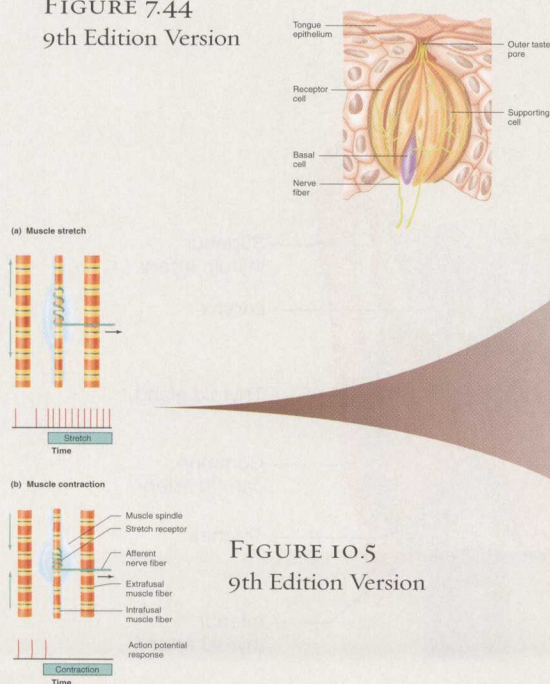 FIGURE 7.44
9th Edition Version
Tongue
epithelium
Outer taste
pore
Receptor
cell
Supporting
cell
Basal
cell
Nerve
fiber
(a) Muscle stretch
Stretch
Time
(b) Muscle contraction
Muscle spindle
Stretch receptor
Afferent
nerve fiber
Extrafusal
muscle fiber
Intrafusal
muscle fiber
Action potential
response
Contraction
Time
FIGURE 10.5
9th Edition Version